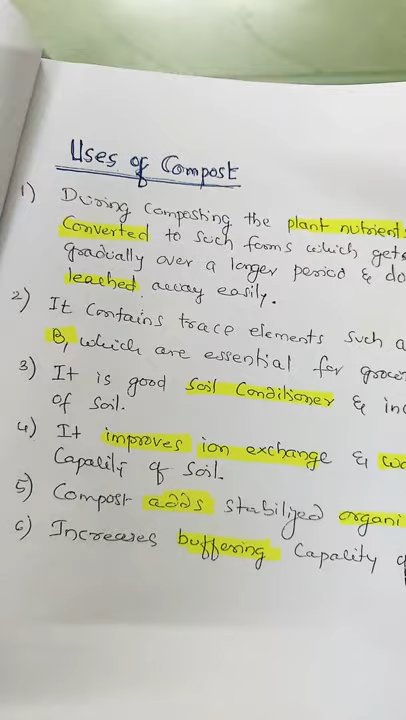 Uses of Compost
1) During composting the plant nutrients
Converted to such forms which gets
gradually over a longer period & do
leached away easily.
2) It contains trace elements such a
B, which are essential for grow
3) It is good Soil Conditioner & inc
of soil.
4) It improves ion exchange & wa
Capacity of Soil.
5) Compost adds stabilized organi
6) Increases buffering Capacity of